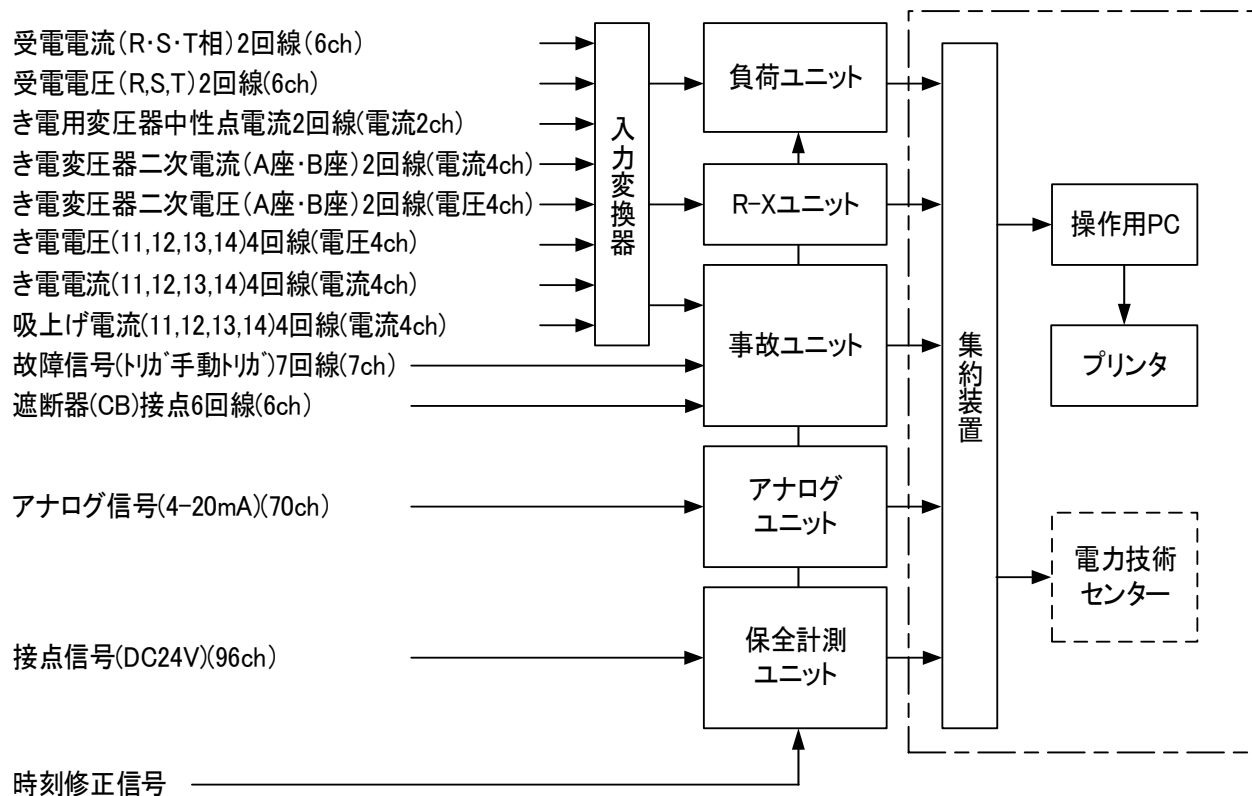 受電電流(R・S・T相)2回線(6ch)
受電電圧(R,S,T)2回線(6ch)
き電用変圧器中性点電流2回線(電流2ch)
き電変圧器二次電流(A座・B座)2回線(電流4ch)
き電変圧器二次電圧(A座・B座)2回線(電圧4ch)
き電電圧(11,12,13,14)4回線(電圧4ch)
き電電流(11,12,13,14)4回線(電流4ch)
吸上げ電流(11,12,13,14)4回線(電流4ch)
故障信号(ﾄﾘｶﾞ手動ﾄﾘｶﾞ)7回線(7ch)
遮断器(CB)接点6回線(6ch)
アナログ信号(4-20mA)(70ch)
接点信号(DC24V)(96ch)
時刻修正信号
入力変換器
負荷ユニット
R-Xユニット
事故ユニット
アナログ
ユニット
保全計測
ユニット
集約装置
操作用PC
プリンタ
電力技術
センター